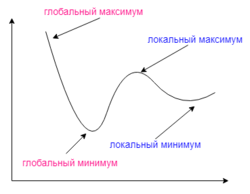 глобальный максимум
локальный максимум
локальный минимум
глобальный минимум